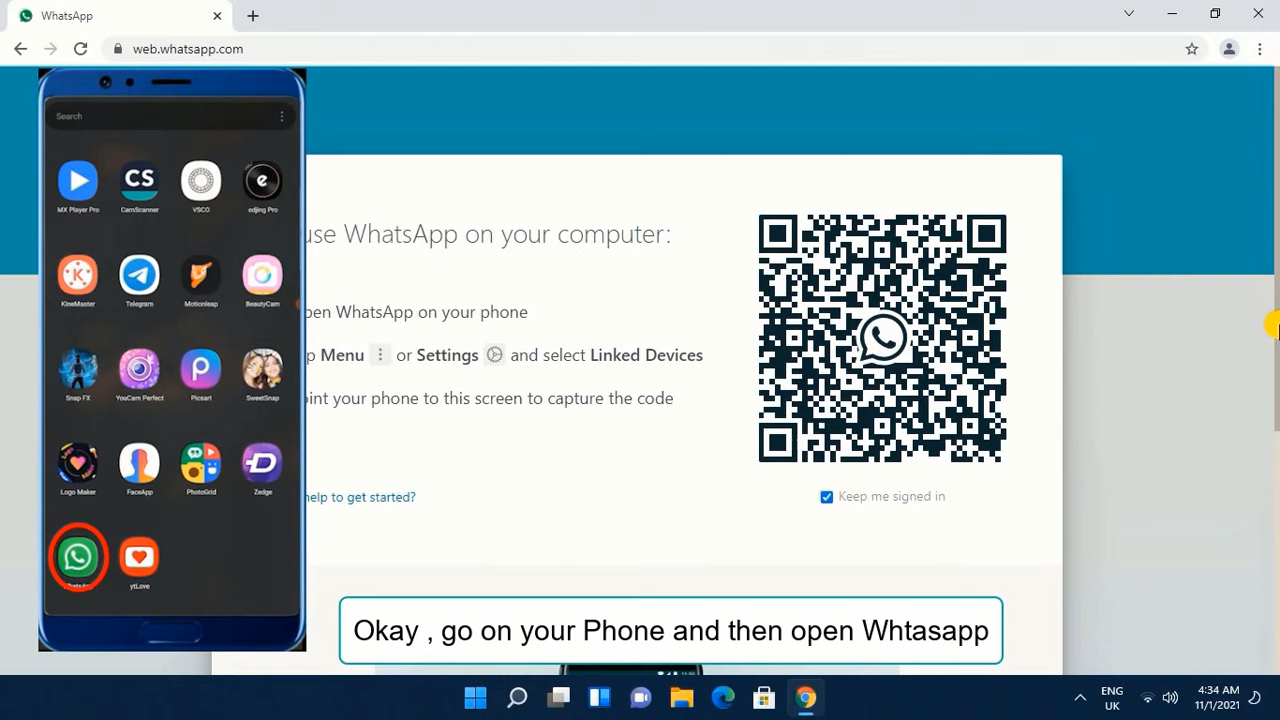 WhatsApp
web.whatsapp.com
Search
MX Player Pro
CamScanner
VSCO
edjing Pro
CS
e
KineMaster
Telegram
Motionleap
BeautyCam
Snap FX
YouCam Perfect
Picsart
SweetSnap
Logo Maker
FaceApp
PhotoGrid
Zedge
ytLove
use WhatsApp on your computer:
pen WhatsApp on your phone
p Menu or Settings and select Linked Devices
int your phone to this screen to capture the code
help to get started?
Keep me signed in
Okay , go on your Phone and then open Whtasapp
ENG
UK
4:34 AM
11/1/2021